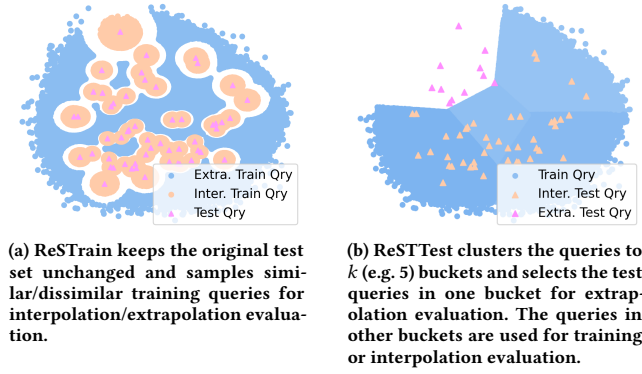 Extra. Train Qry
Inter. Train Qry
Test Qry
(a) ReSTrain keeps the original test
set unchanged and samples simi-
lar/dissimilar training queries for
interpolation/extrapolation evalua-
tion.
Train Qry
Inter. Test Qry
Extra. Test Qry
(b) ReSTTest clusters the queries to
k (e.g. 5) buckets and selects the test
queries in one bucket for extrap-
olation evaluation. The queries in
other buckets are used for training
or interpolation evaluation.